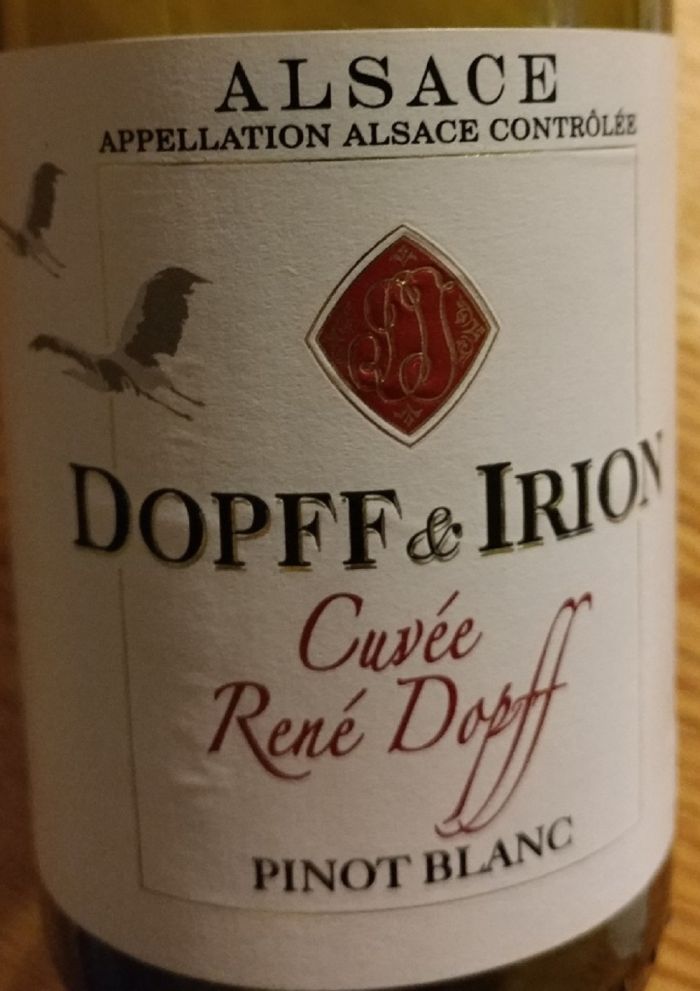 ALSACE
APPELLATION ALSACE CONTRÔLÉE
DOPFF & IRION
Cuvée
René Dopff
PINOT BLANC